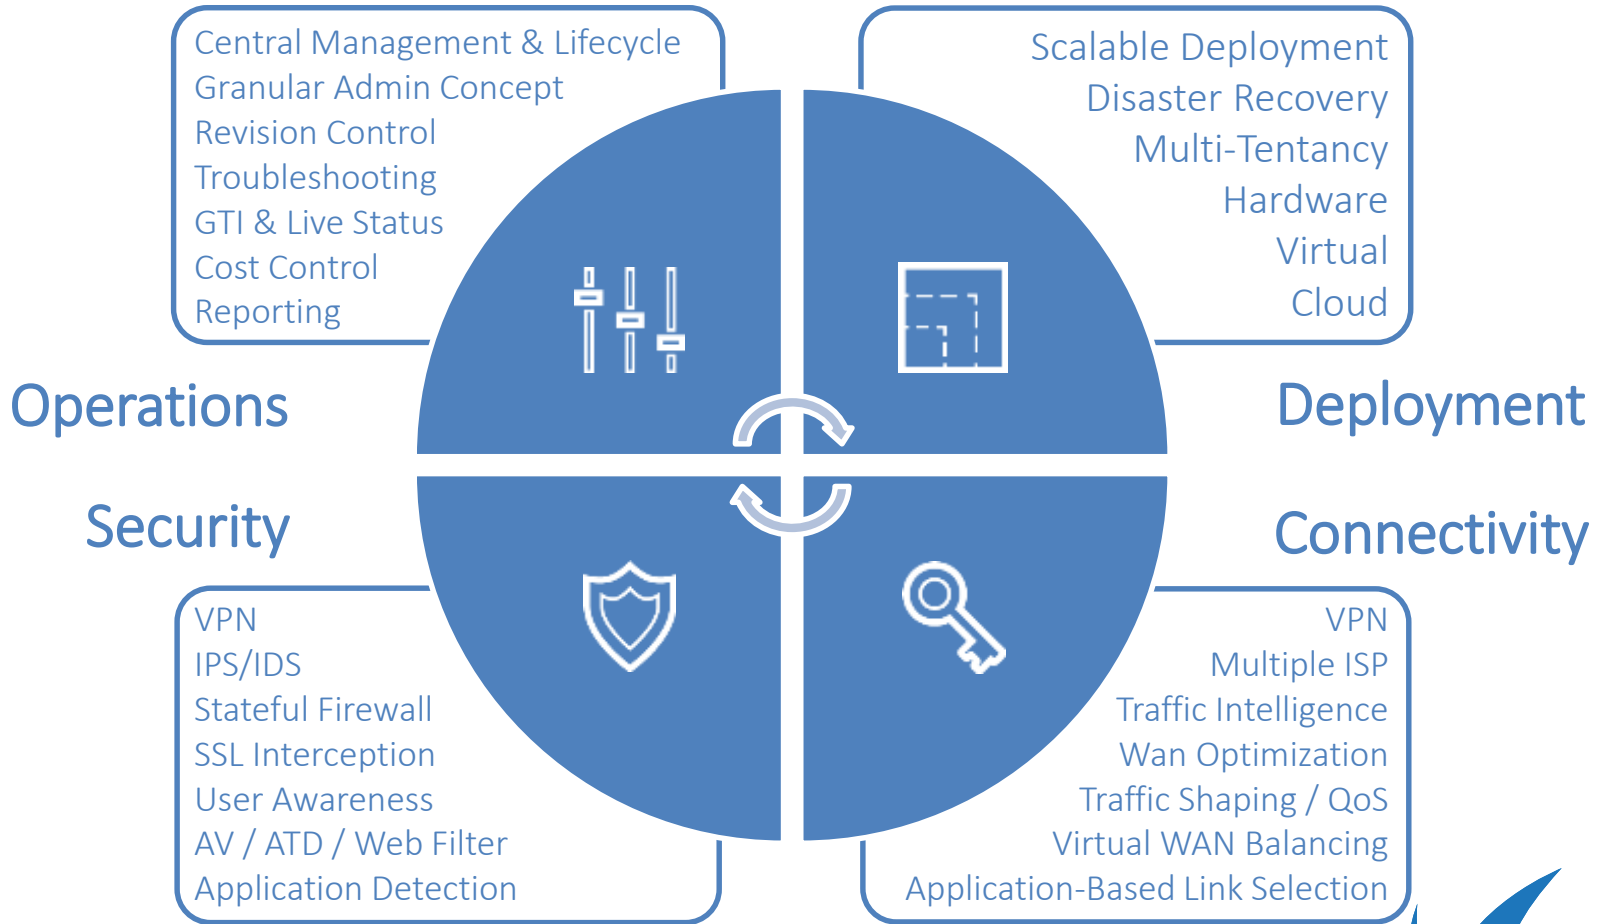 Central Management & Lifecycle
Granular Admin Concept
Revision Control
Troubleshooting
GTI & Live Status
Cost Control
Reporting
Scalable Deployment
Disaster Recovery
Multi-Tentancy
Hardware
Virtual
Cloud
Operations
Deployment
Security
Connectivity
VPN
IPS/IDS
Stateful Firewall
SSL Interception
User Awareness
AV / ATD / Web Filter
Application Detection
VPN
Multiple ISP
Traffic Intelligence
Wan Optimization
Traffic Shaping / QoS
Virtual WAN Balancing
Application-Based Link Selection